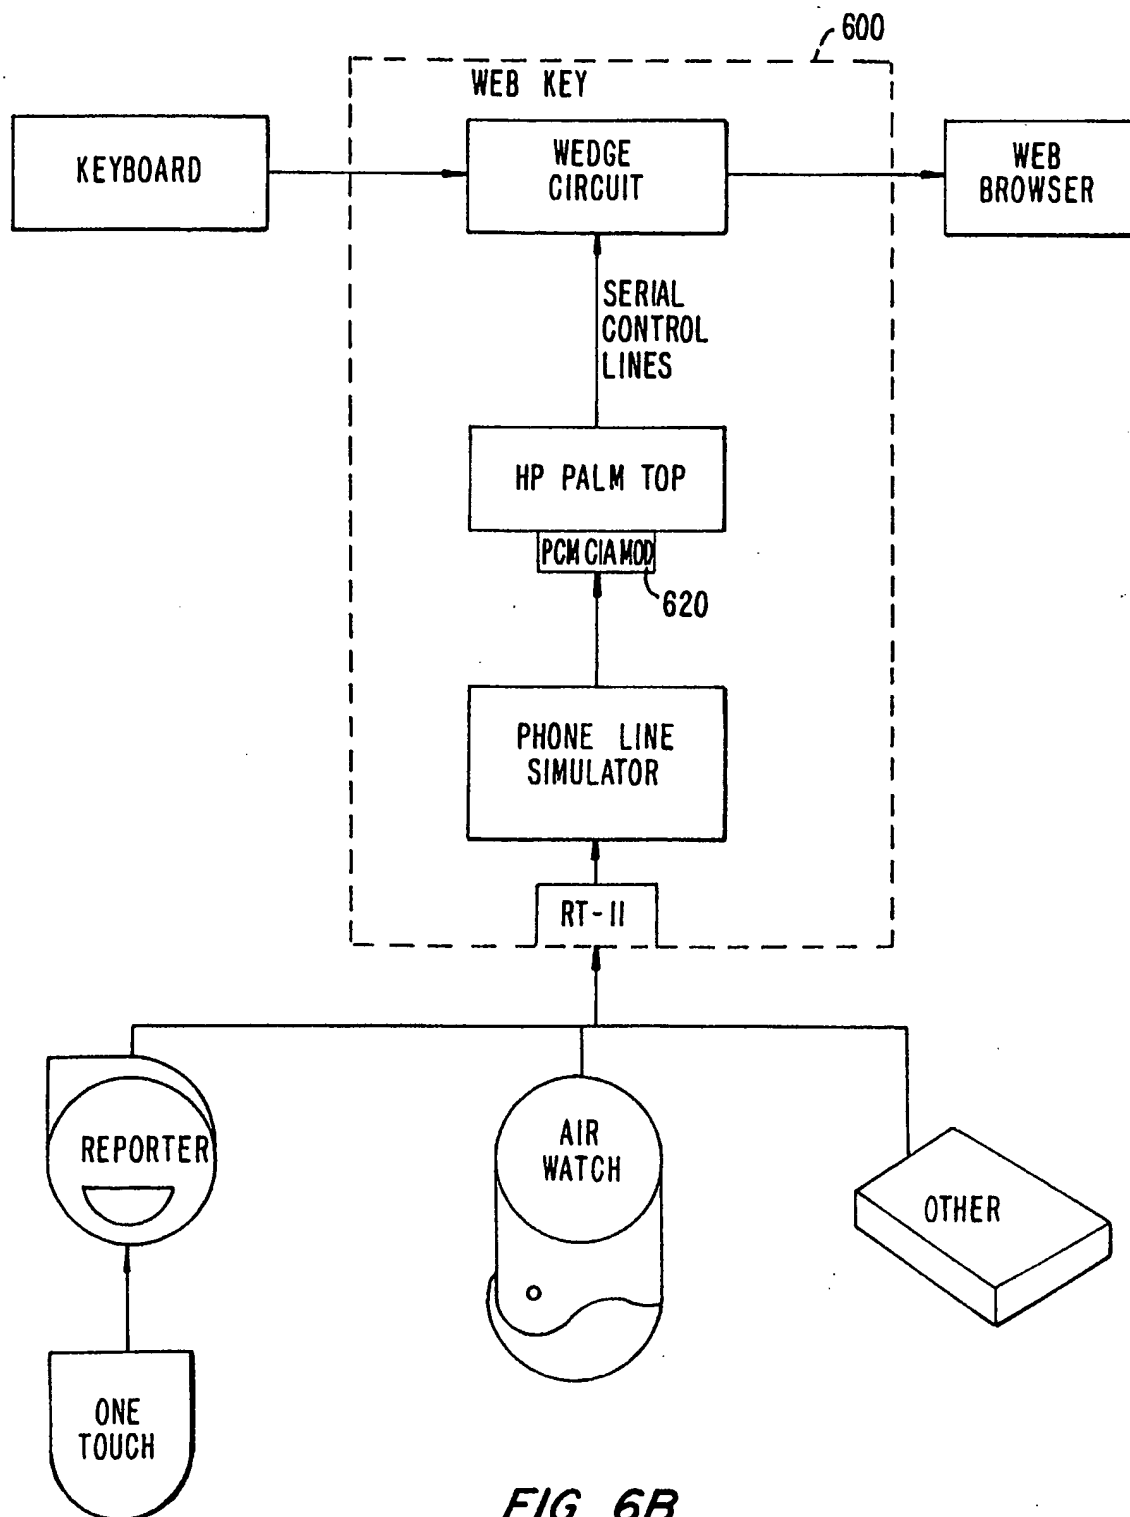 600
WEB KEY
KEYBOARD
WEDGE
CIRCUIT
WEB
BROWSER
SERIAL
CONTROL
LINES
HP PALM TOP
PCMCIA MOD
620
PHONE LINE
SIMULATOR
RT-11
REPORTER
AIR
WATCH
OTHER
ONE
TOUCH
FIG 6B